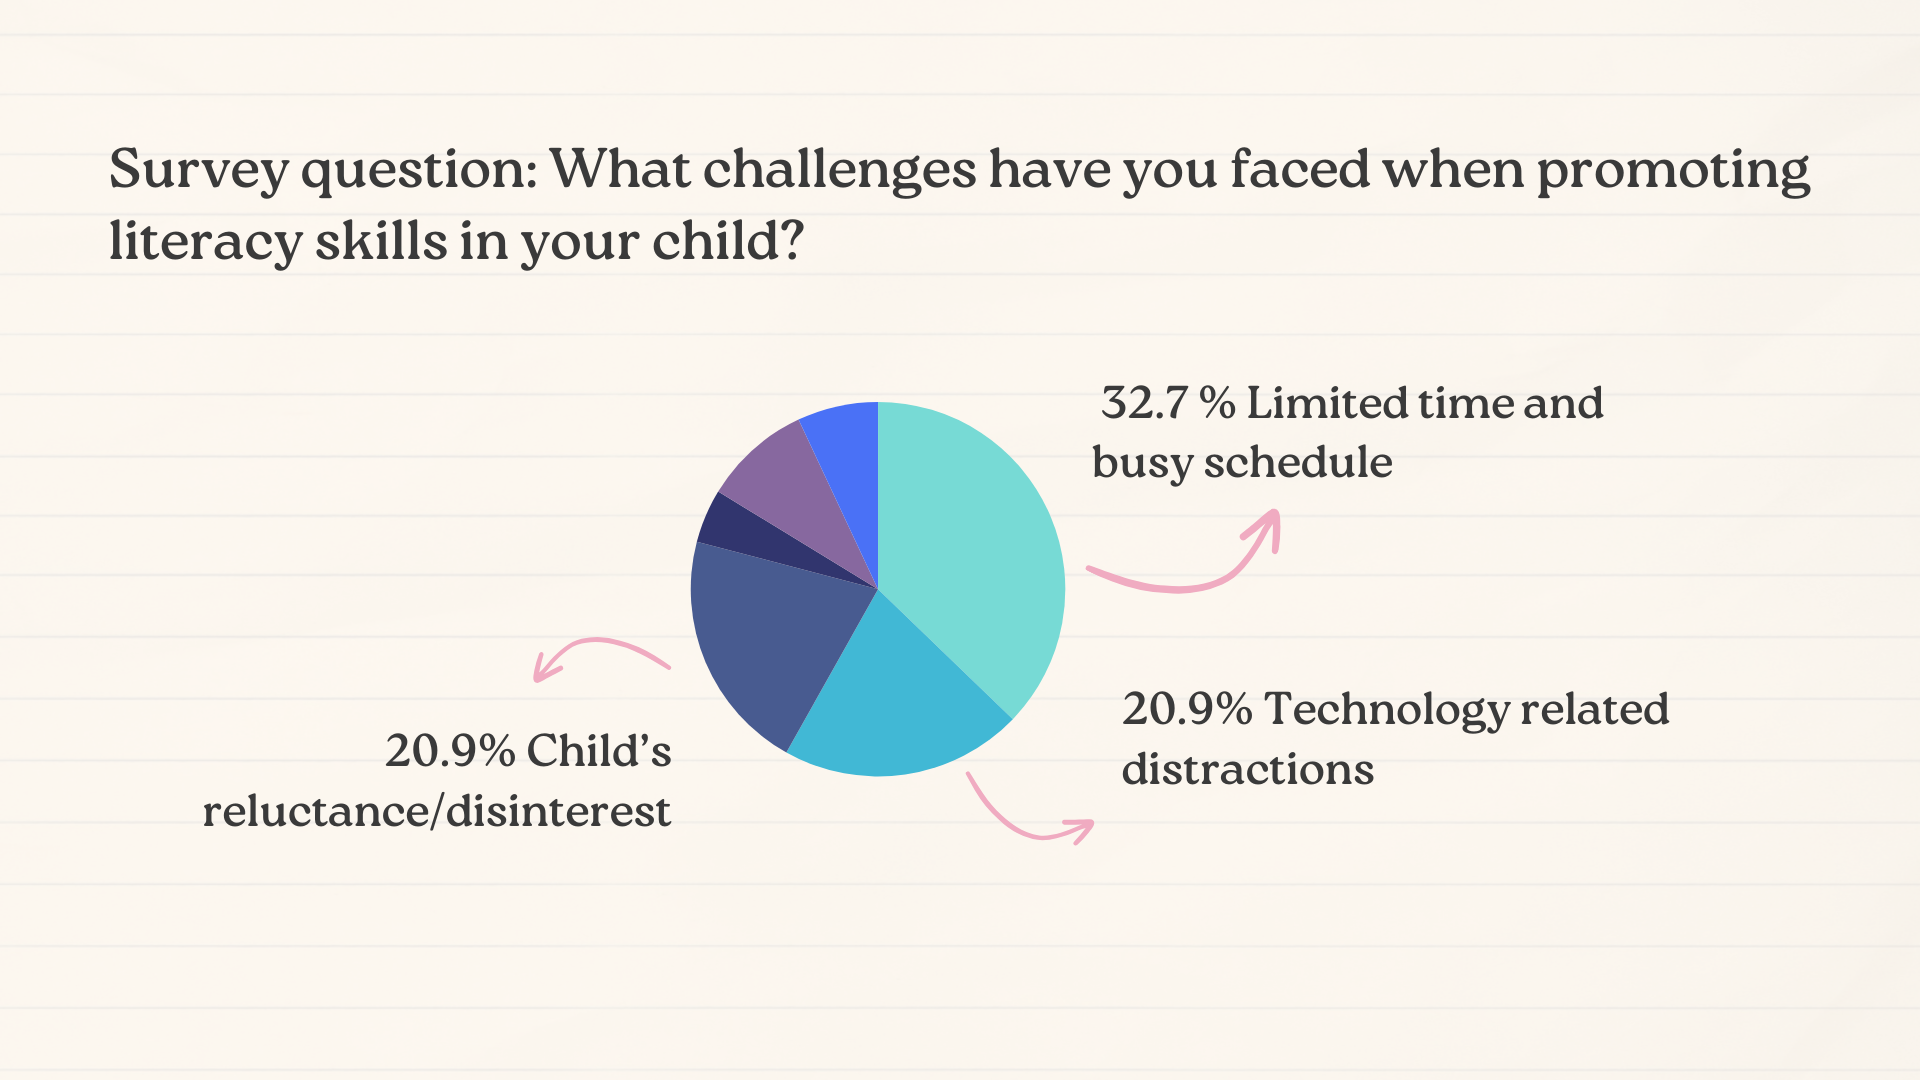 Survey question: What challenges have you faced when promoting
literacy skills in your child?
32.7 % Limited time and
busy schedule
20.9% Technology related
distractions
20.9% Child’s
reluctance/disinterest